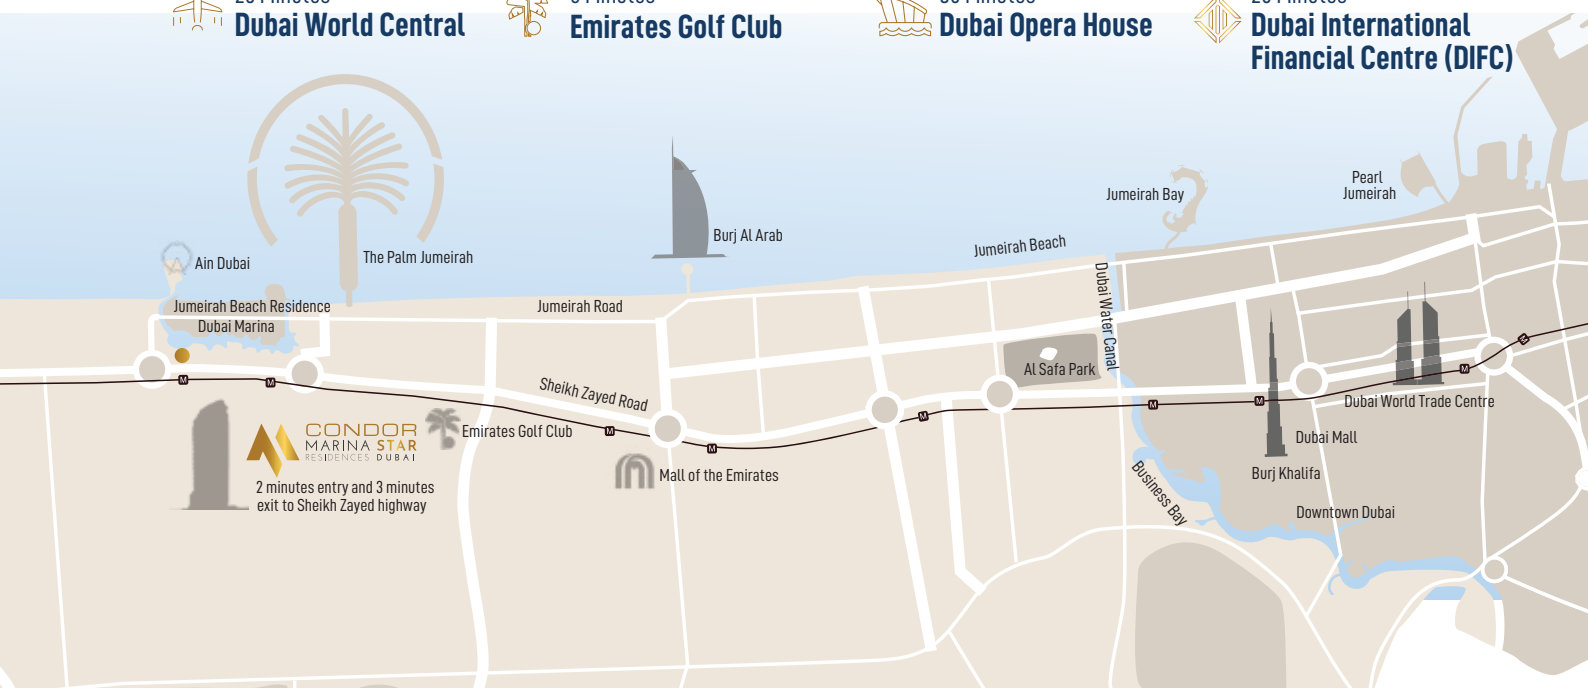 Dubai World Central
Emirates Golf Club
Dubai Opera House
Dubai International
Financial Centre (DIFC)
Pearl
Jumeirah
Jumeirah Bay
Burj Al Arab
Jumeirah Beach
The Palm Jumeirah
Ain Dubai
Jumeirah Beach Residence
Dubai Marina
Jumeirah Road
Dubai Water Canal
Al Safa Park
Sheikh Zayed Road
Dubai World Trade Centre
CONDOR
MARINA STAR
RESIDENCES DUBAI
Emirates Golf Club
Dubai Mall
Mall of the Emirates
Burj Khalifa
2 minutes entry and 3 minutes
exit to Sheikh Zayed highway
Business Bay
Downtown Dubai
M
M
M
M
M
M
M
M
M